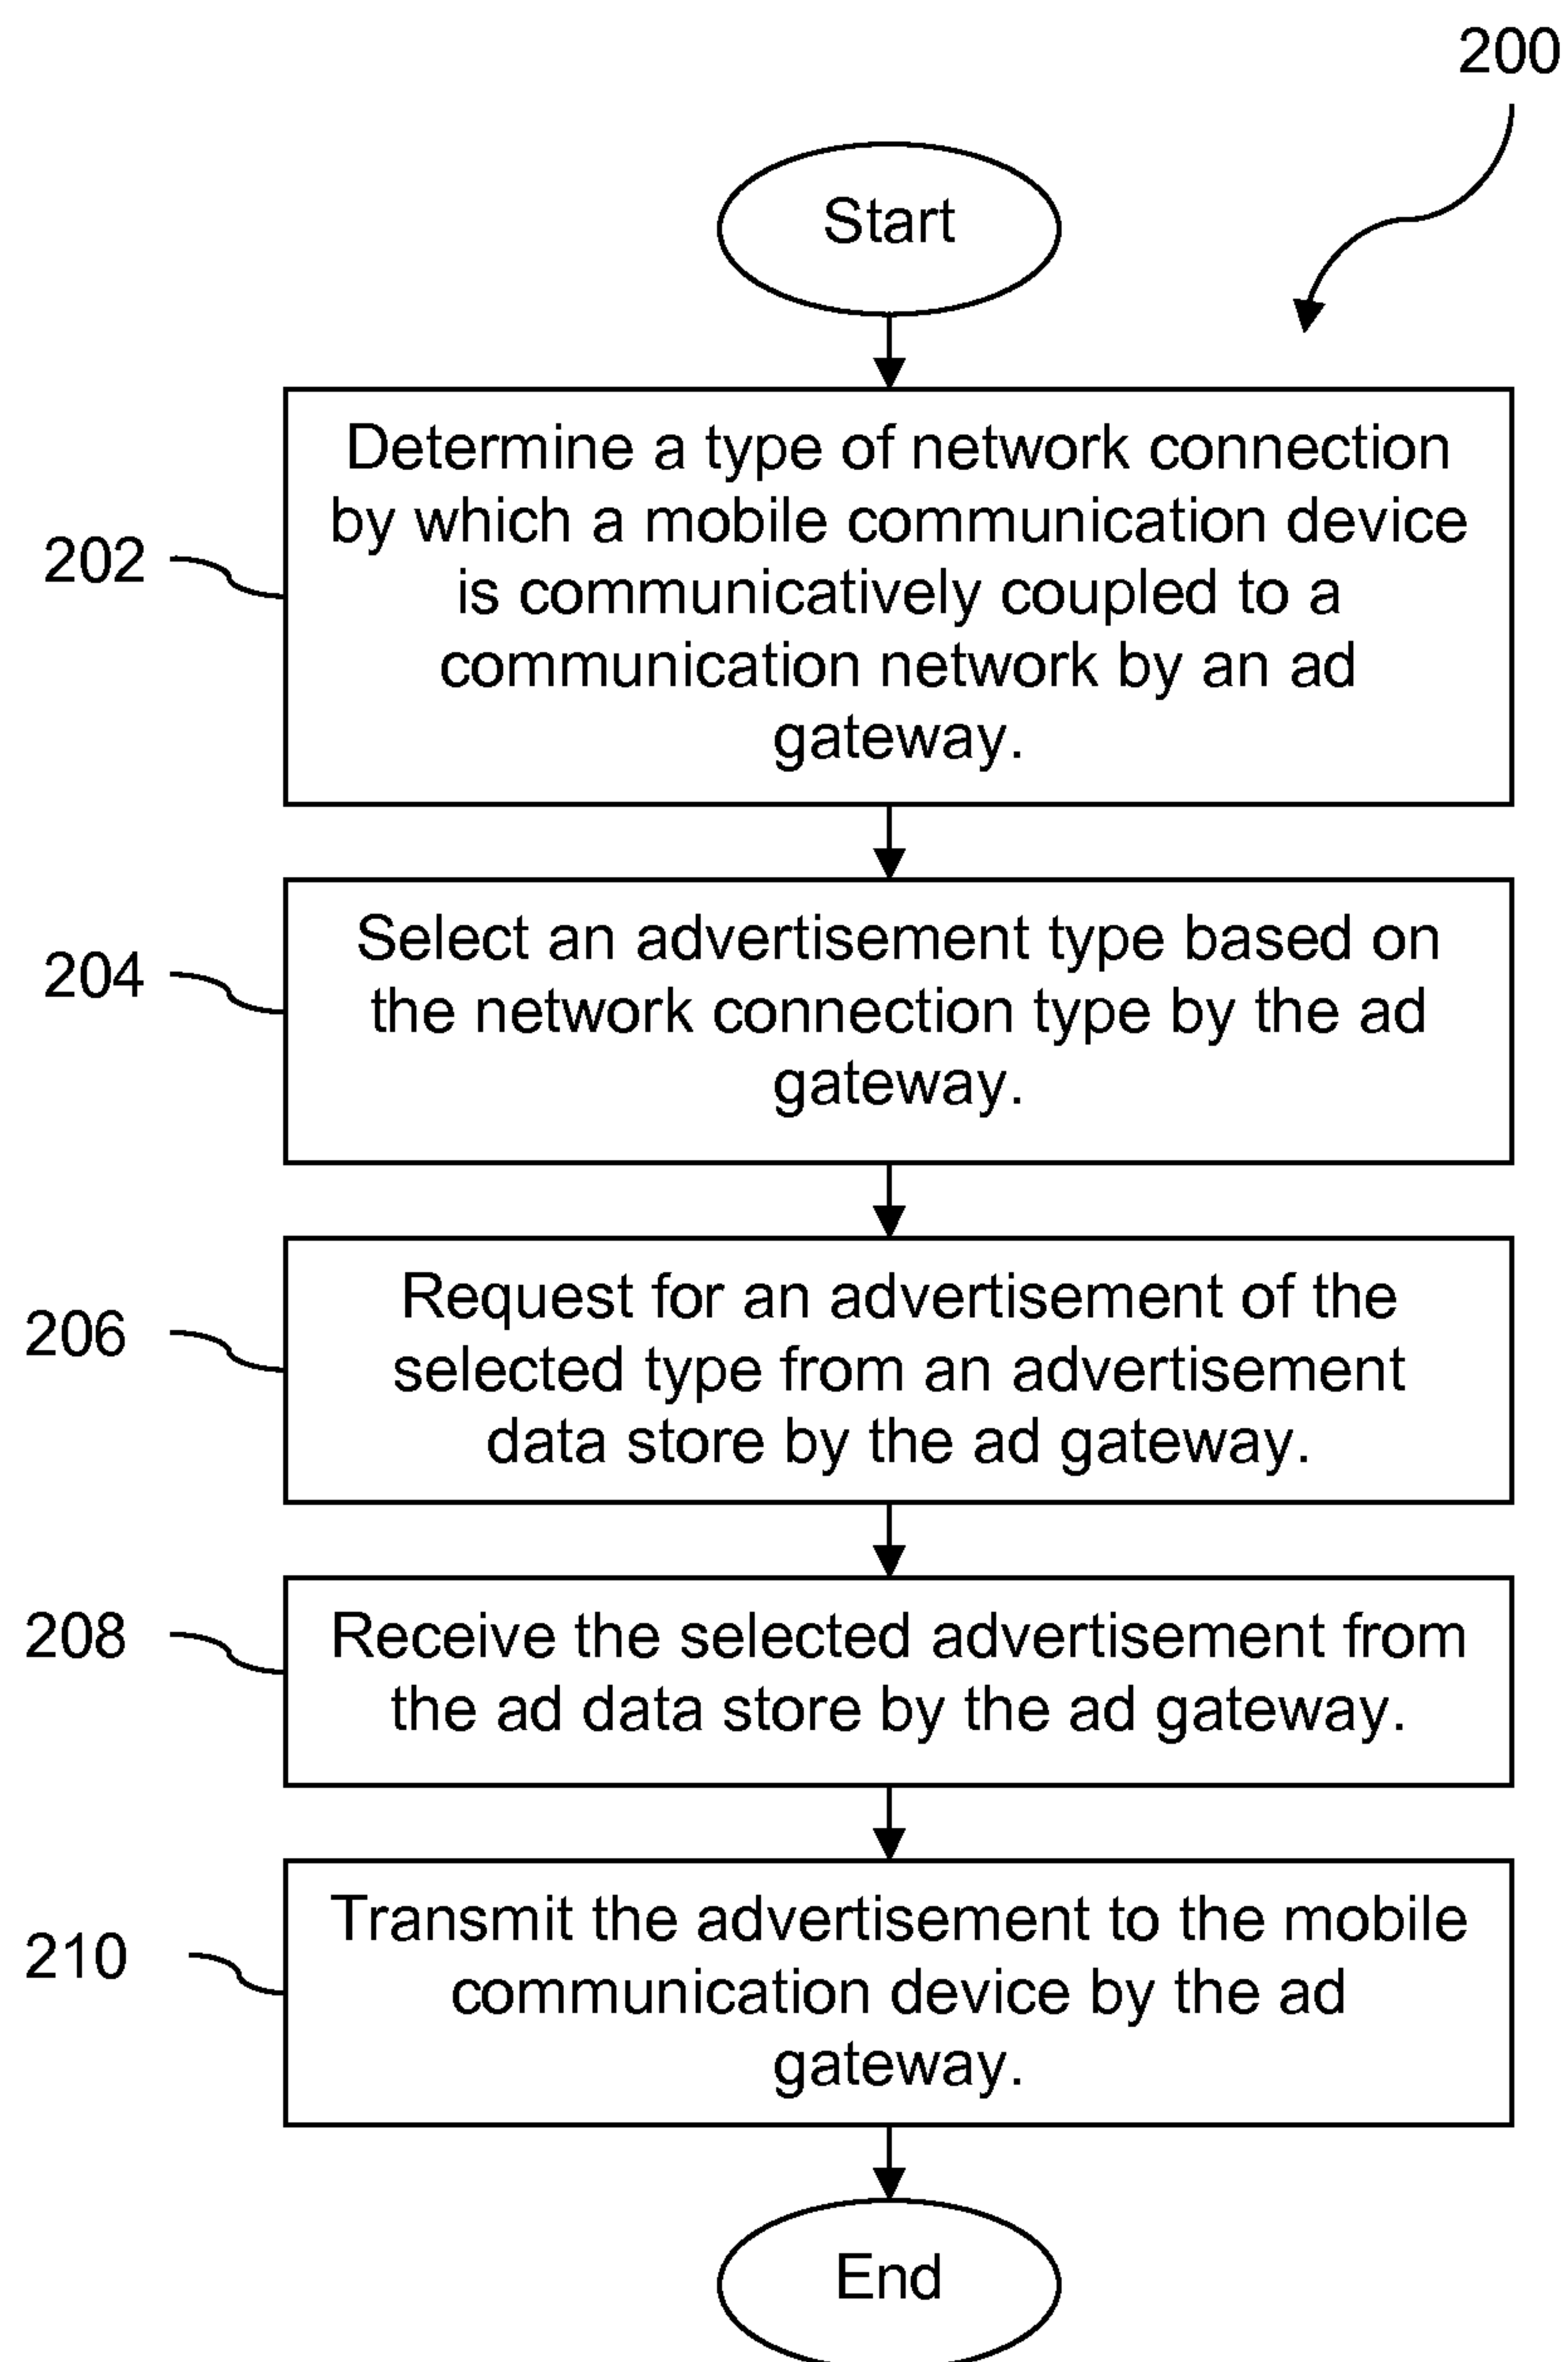 200
Start
202
Determine a type of network connection
by which a mobile communication device
is communicatively coupled to a
communication network by an ad
gateway.
204
Select an advertisement type based on
the network connection type by the ad
gateway.
206
Request for an advertisement of the
selected type from an advertisement
data store by the ad gateway.
208
Receive the selected advertisement from
the ad data store by the ad gateway.
210
Transmit the advertisement to the mobile
communication device by the ad
gateway.
End